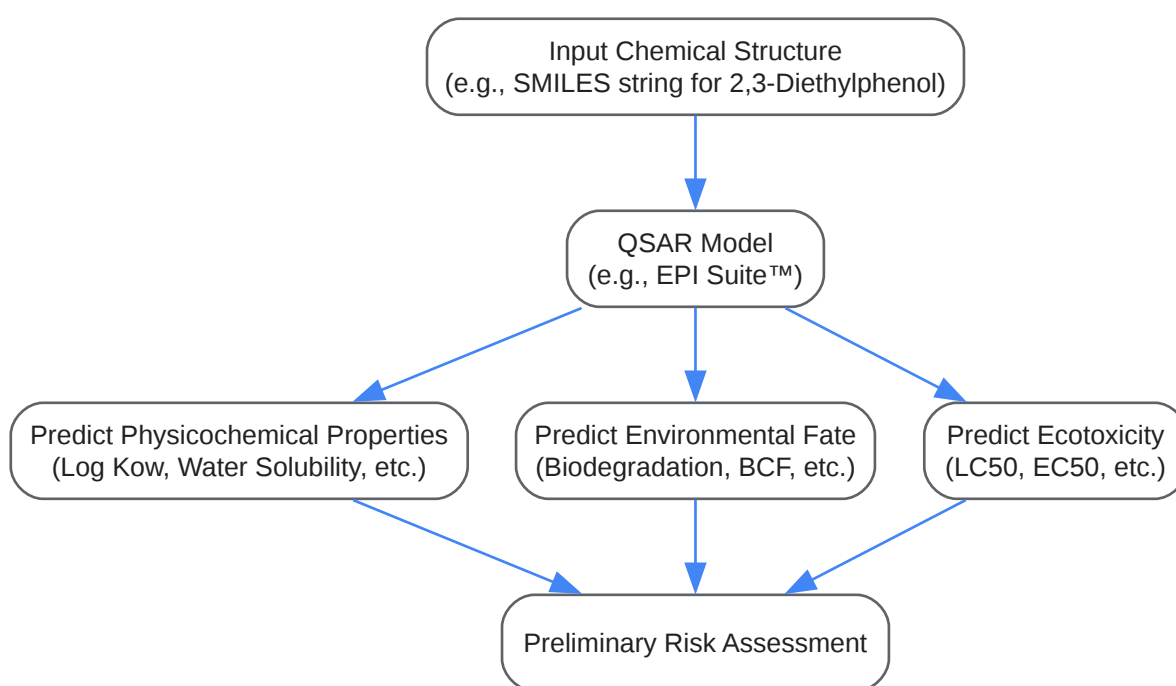 Input Chemical Structure
(e.g., SMILES string for 2,3-Diethylphenol)
QSAR Model
(e.g., EPI Suite™)
Predict Physicochemical Properties
(Log Kow, Water Solubility, etc.)
Predict Environmental Fate
(Biodegradation, BCF, etc.)
Predict Ecotoxicity
(LC50, EC50, etc.)
Preliminary Risk Assessment